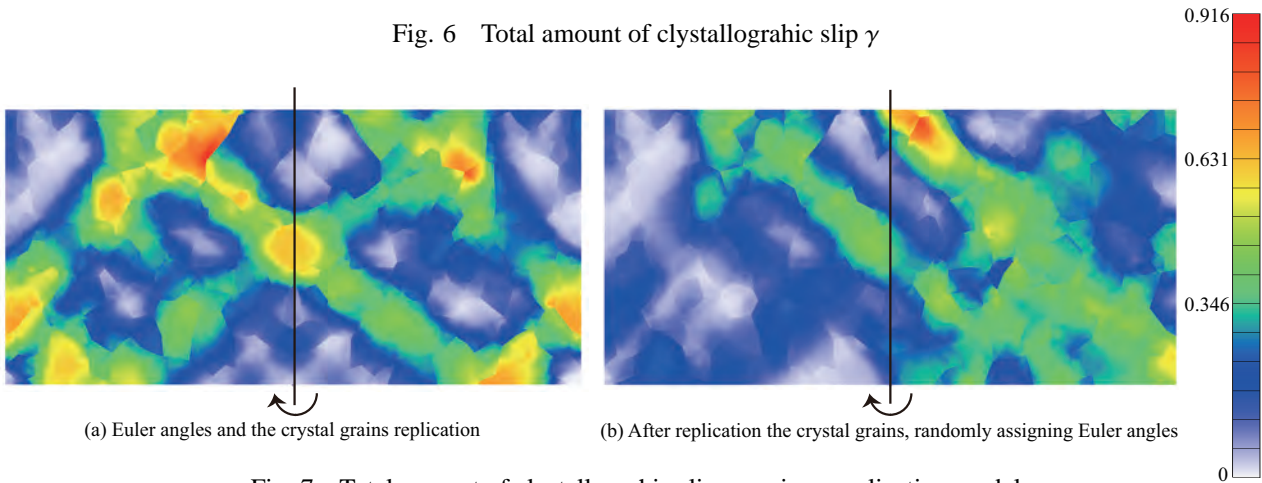 Fig. 6 Total amount of clystallograhic slip γ
0.916
0.631
0.346
0
(a) Euler angles and the crystal grains replication
(b) After replication the crystal grains, randomly assigning Euler angles